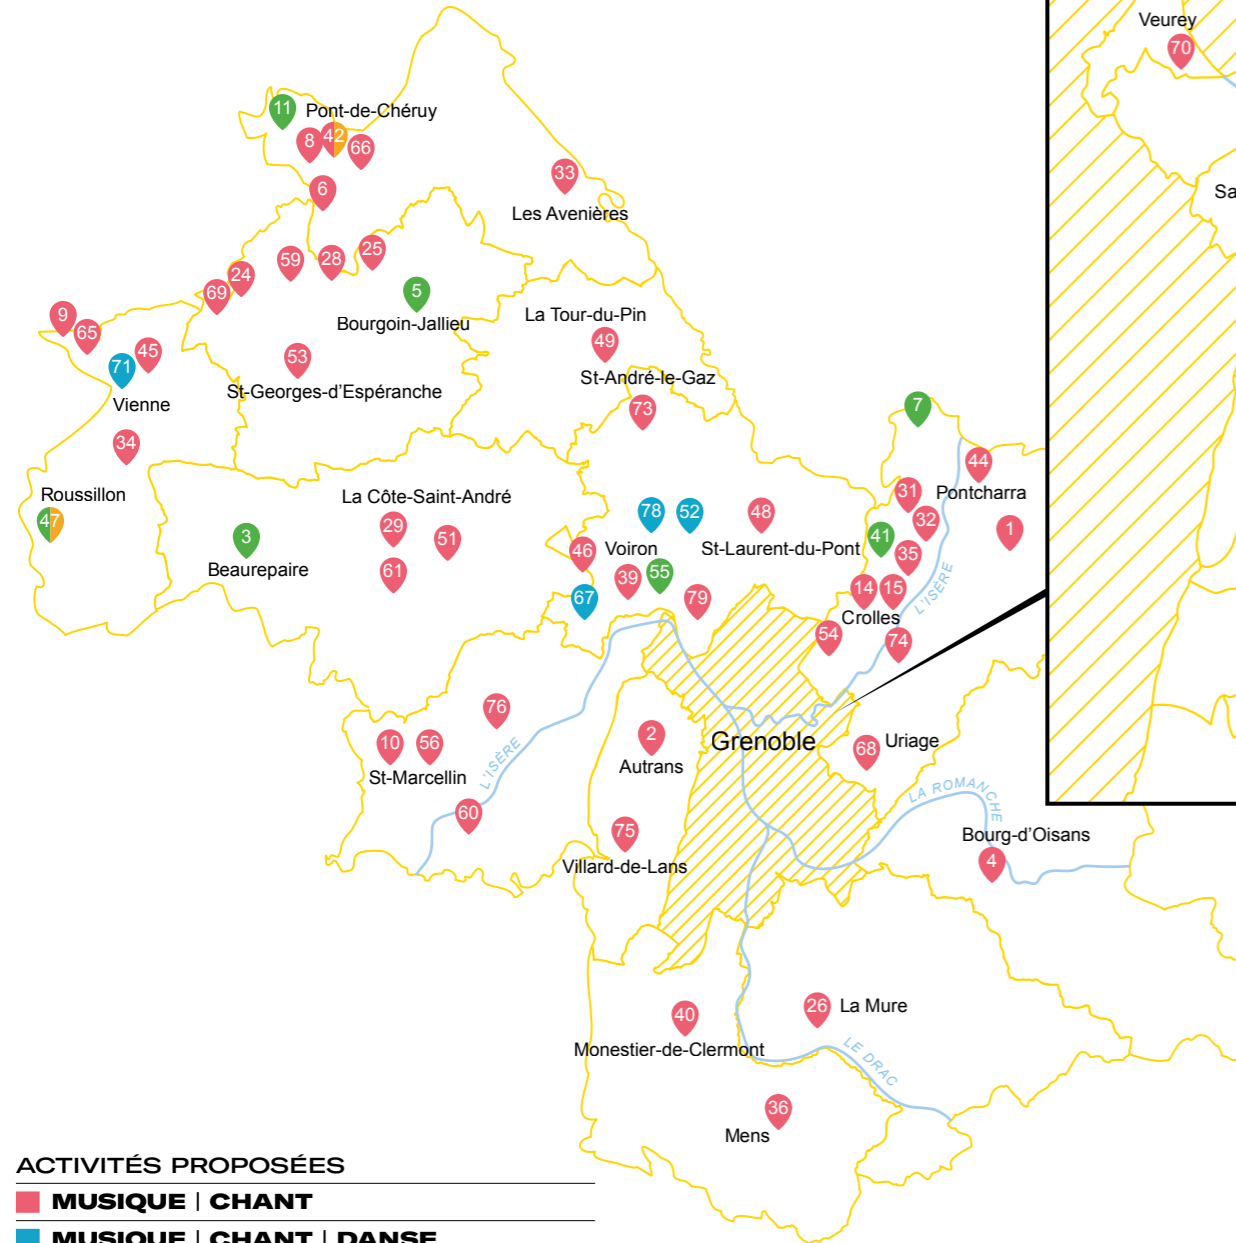 Veurey
70
Sa
11
Pont-de-Chéruy
8
42
66
6
33
Les Avenières
59
28
25
24
69
5
Bourgoin-Jallieu
9
65
45
71
Vienne
53
St-Georges-d'Espéranche
La Tour-du-Pin
49
St-André-le-Gaz
73
34
Roussillon
47
3
Beaurepaire
La Côte-Saint-André
29
51
61
78
52
48
46
Voiron
St-Laurent-du-Pont
39
55
67
79
7
44
Pontcharra
31
32
1
41
35
14
15
L'ISÈRE
Crolles
54
74
76
10
56
St-Marcellin
L'ISÈRE
60
2
Autrans
Grenoble
68
Uriage
75
Villard-de-Lans
LA ROMANCHE
Bourg-d'Oisans
4
40
Monestier-de-Clermont
26
La Mure
LE DRAC
36
Mens
ACTIVITÉS PROPOSÉES
MUSIQUE | CHANT
MUSIQUE | CHANT | DANSE